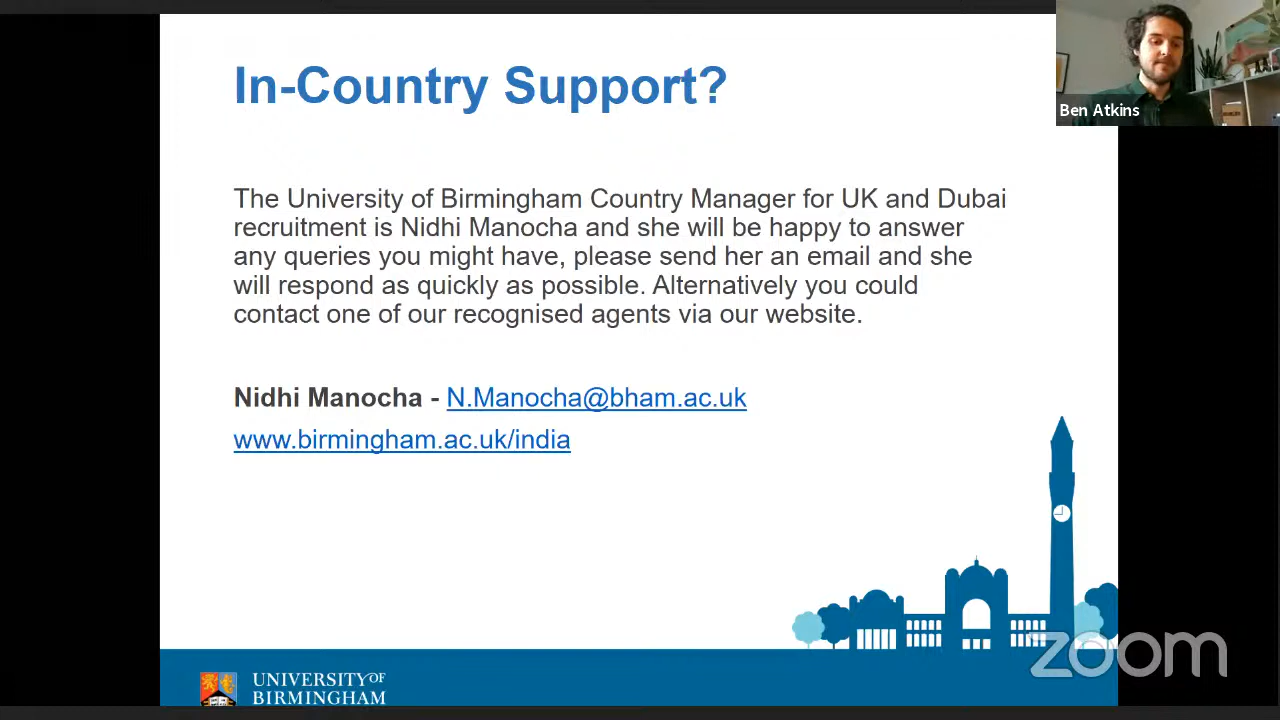 In-Country Support?
Ben Atkins
The University of Birmingham Country Manager for UK and Dubai
recruitment is Nidhi Manocha and she will be happy to answer
any queries you might have, please send her an email and she
will respond as quickly as possible. Alternatively you could
contact one of our recognised agents via our website.
Nidhi Manocha - N.Manocha@bham.ac.uk
www.birmingham.ac.uk/india
zoom
UNIVERSITY OF
BIRMINGHAM